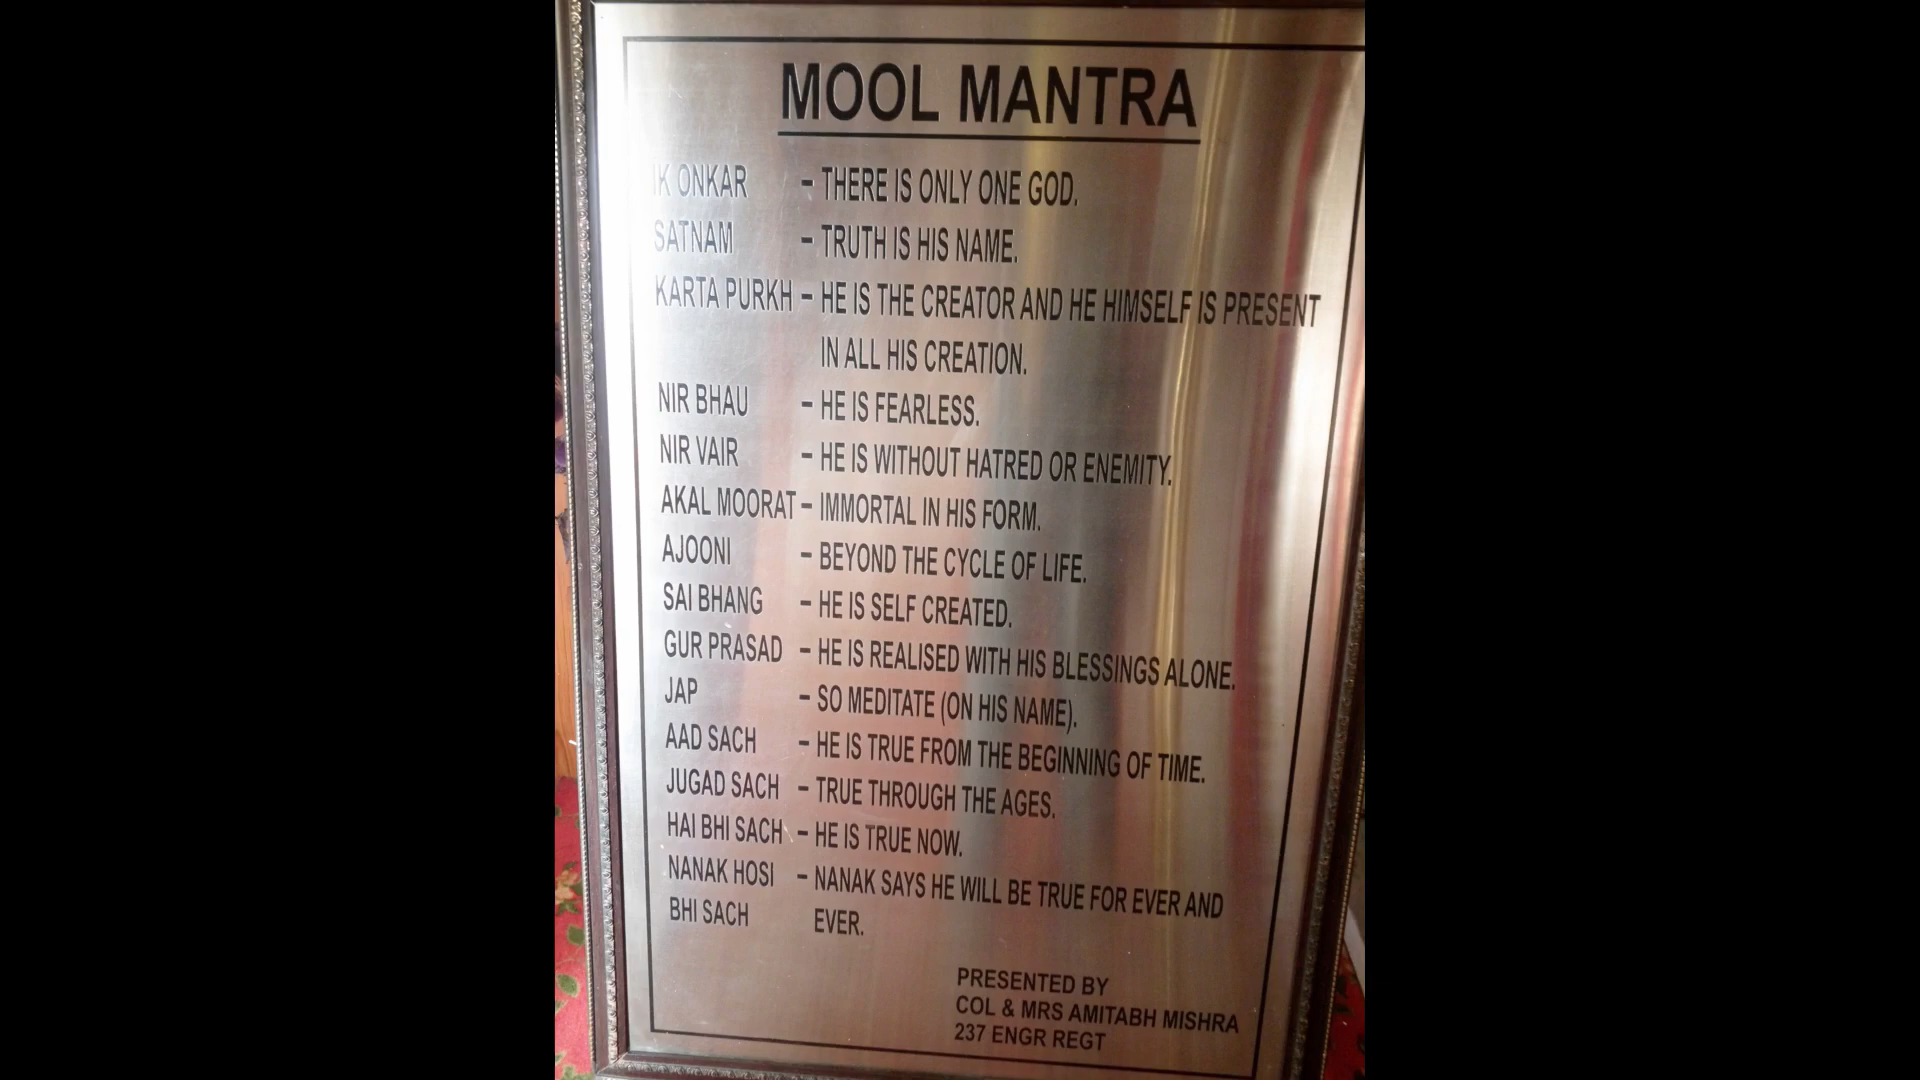 MOOL MANTRA
IK ONKAR – THERE IS ONLY ONE GOD.
SATNAM – TRUTH IS HIS NAME.
KARTA PURKH – HE IS THE CREATOR AND HE HIMSELF IS PRESENT
IN ALL HIS CREATION.
NIR BHAU – HE IS FEARLESS.
NIR VAIR – HE IS WITHOUT HATRED OR ENEMITY.
AKAL MOORAT – IMMORTAL IN HIS FORM.
AJOONI – BEYOND THE CYCLE OF LIFE.
SAI BHANG – HE IS SELF CREATED.
GUR PRASAD – HE IS REALISED WITH HIS BLESSINGS ALONE.
JAP – SO MEDITATE (ON HIS NAME).
AAD SACH – HE IS TRUE FROM THE BEGINNING OF TIME.
JUGAD SACH – TRUE THROUGH THE AGES.
HAI BHI SACH – HE IS TRUE NOW.
NANAK HOSI – NANAK SAYS HE WILL BE TRUE FOR EVER AND
BHI SACH EVER.
PRESENTED BY
COL & MRS AMITABH MISHRA
237 ENGR REGT